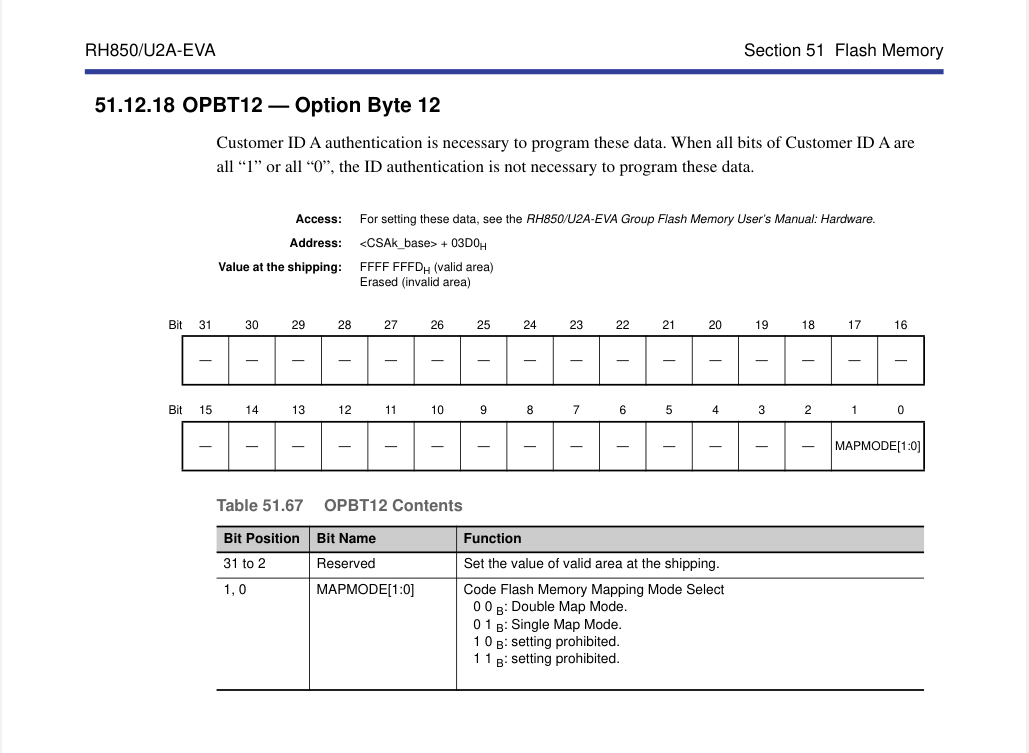 RH850/U2A-EVA Section 51 Flash Memory
51.12.18 OPBT12 — Option Byte 12
Customer ID A authentication is necessary to program these data. When all bits of Customer ID A are
all “1” or all “0”, the ID authentication is not necessary to program these data.
Access: For setting these data, see the RH850/U2A-EVA Group Flash Memory User's Manual: Hardware.
Address: <CSAk_base> + 03D0H
Value at the shipping: FFFF FFFDH (valid area)
Erased (invalid area)
Bit 31 30 29 28 27 26 25 24 23 22 21 20 19 18 17 16
— — — — — — — — — — — — — — — —
Bit 15 14 13 12 11 10 9 8 7 6 5 4 3 2 1 0
— — — — — — — — — — — — — — MAPMODE[1:0]
Table 51.67 OPBT12 Contents
Bit Position Bit Name Function
31 to 2 Reserved Set the value of valid area at the shipping.
1, 0 MAPMODE[1:0] Code Flash Memory Mapping Mode Select
0 0 B: Double Map Mode.
0 1 B: Single Map Mode.
1 0 B: setting prohibited.
1 1 B: setting prohibited.